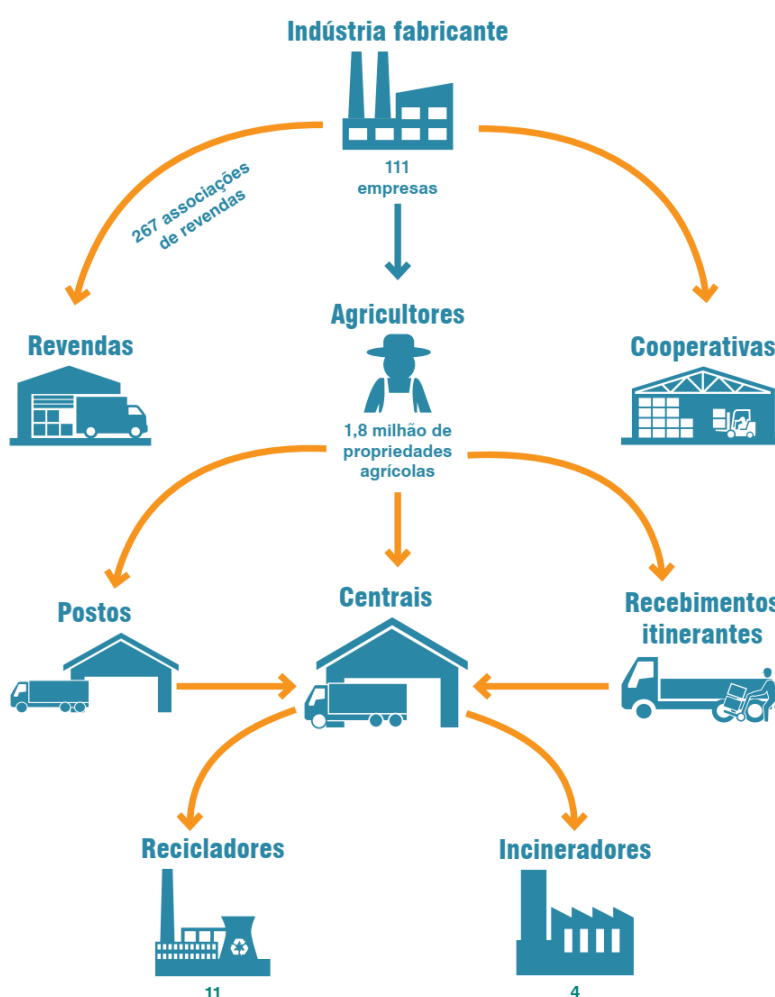 Indústria fabricante
111
empresas
267 associações
de revendas
Revendas
Agricultores
Cooperativas
1,8 milhão de
propriedades
agrícolas
Postos
Centrais
Recebimentos
itinerantes
Recicladores
Incineradores
11
4